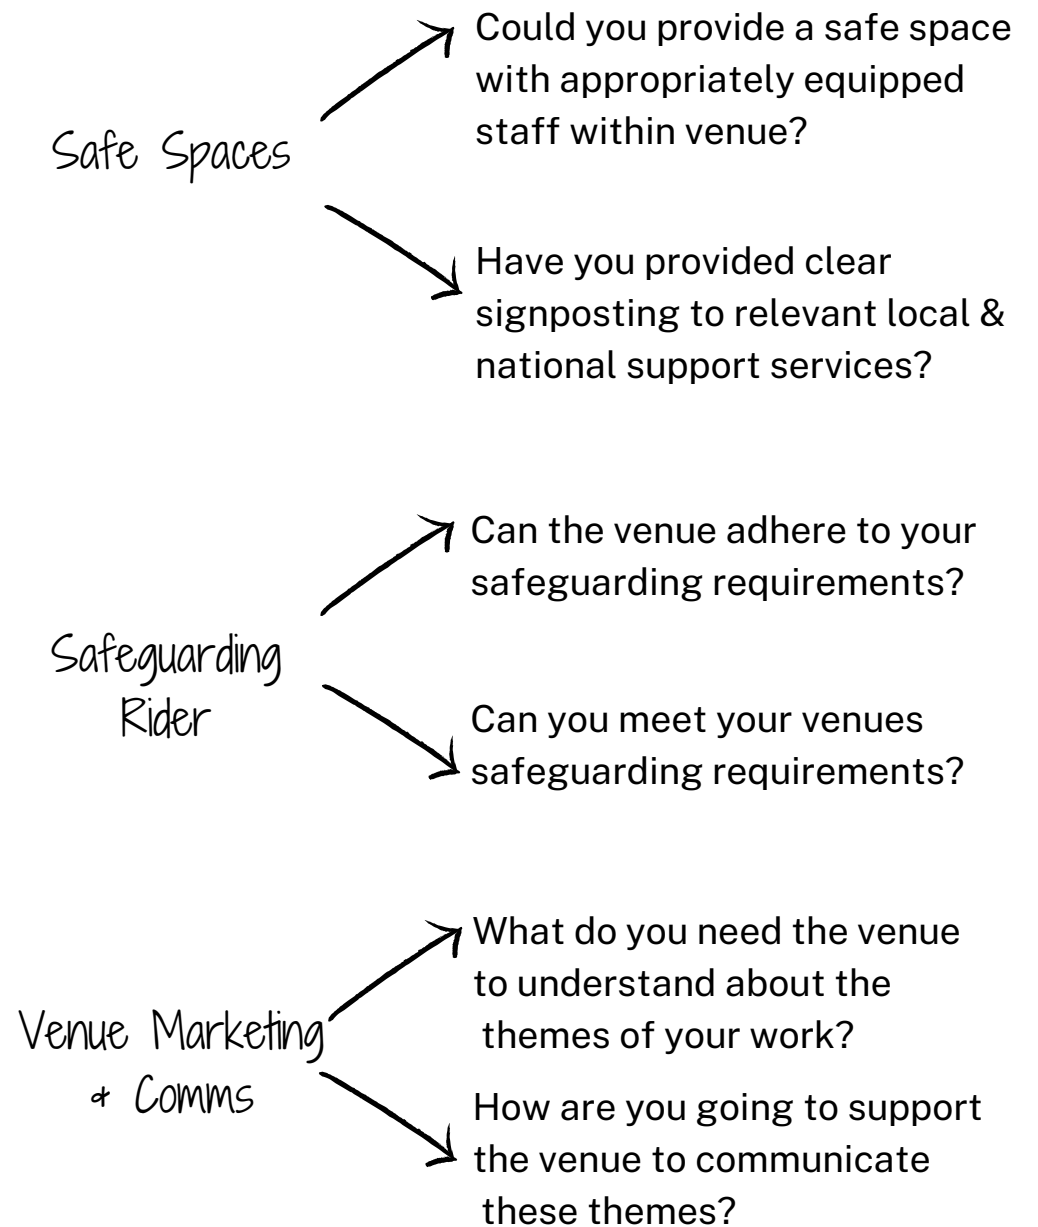 Safe Spaces
Could you provide a safe space
with appropriately equipped
staff within venue?
Have you provided clear
signposting to relevant local &
national support services?
Safeguarding
Rider
Can the venue adhere to your
safeguarding requirements?
Can you meet your venues
safeguarding requirements?
Venue Marketing
& Comms
What do you need the venue
to understand about the
themes of your work?
How are you going to support
the venue to communicate
these themes?